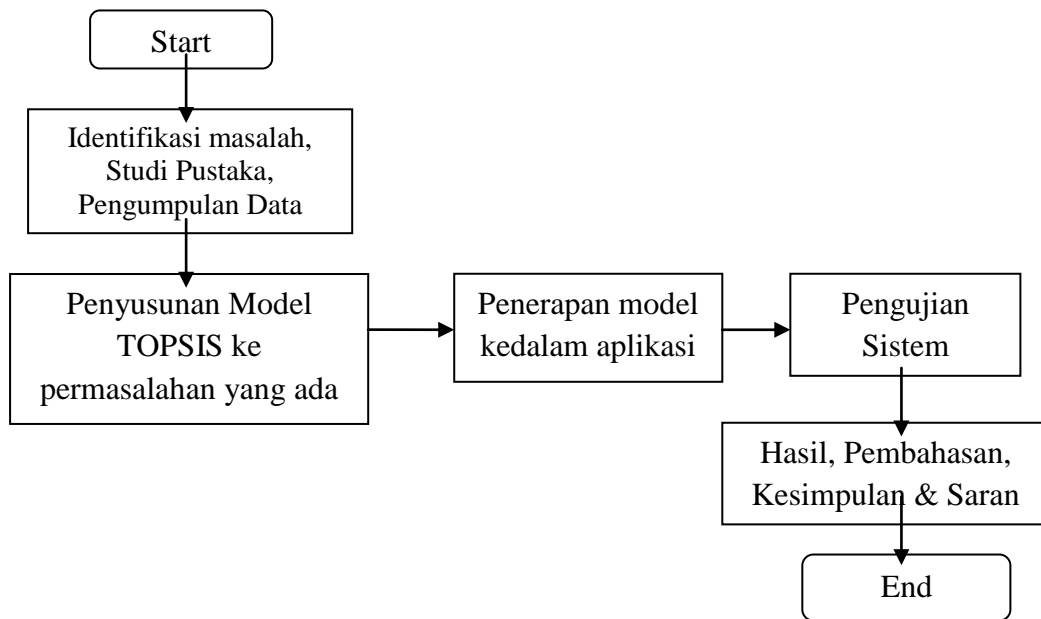 Start
Identifikasi masalah,
Studi Pustaka,
Pengumpulan Data
Penyusunan Model
TOPSIS ke
permasalahan yang ada
Penerapan model
kedalam aplikasi
Pengujian
Sistem
Hasil, Pembahasan,
Kesimpulan & Saran
End